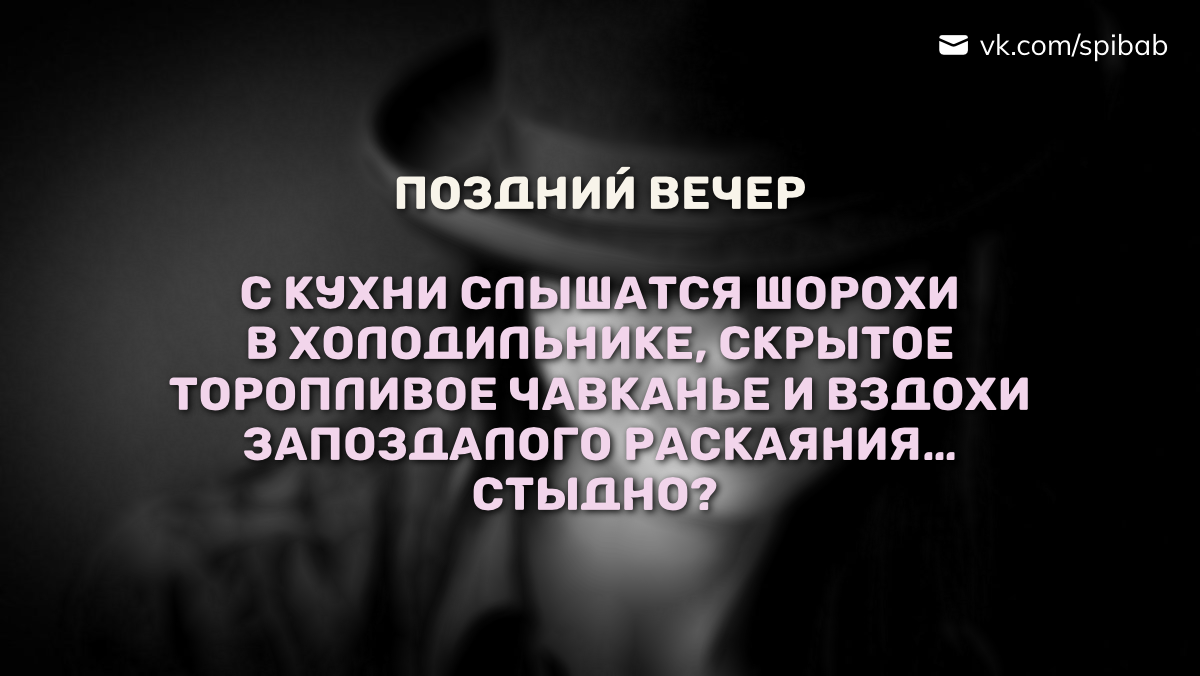 vk.com/spibab
ПОЗДНИЙ ВЕЧЕР
С КУХНИ СЛЫШАТСЯ ШОРОХИ
В ХОЛОДИЛЬНИКЕ, СКРЫТОЕ
ТОРОПЛИВОЕ ЧАВКАНЬЕ И ВЗДОХИ
ЗАПОЗДАЛОГО РАСКАЯНИЯ...
СТЫДНО?